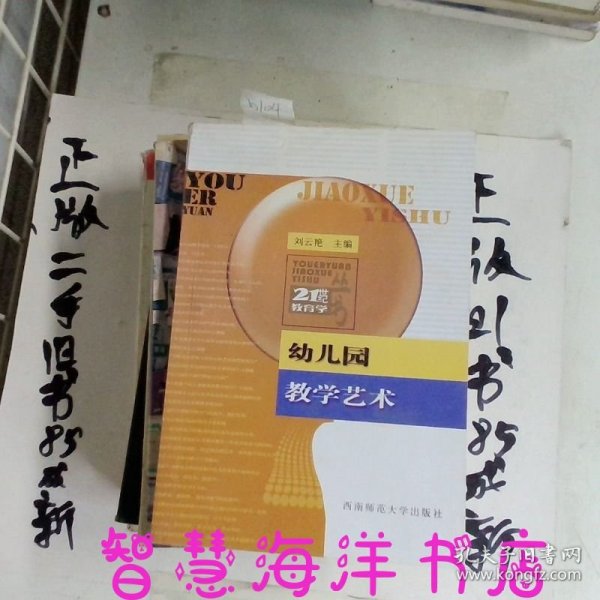 YOU
ER
YUAN
JIAOXUE
YISHU
刘云艳 主编
YOUERYUAN
JIAOXUE
YISHU
丛书
21世纪
教育学
幼儿园
教学艺术
西南师范大学出版社
正版二手旧书85成新
正版旧书85成新
智慧海洋书店
孔夫子旧书网
www.kongfz.com